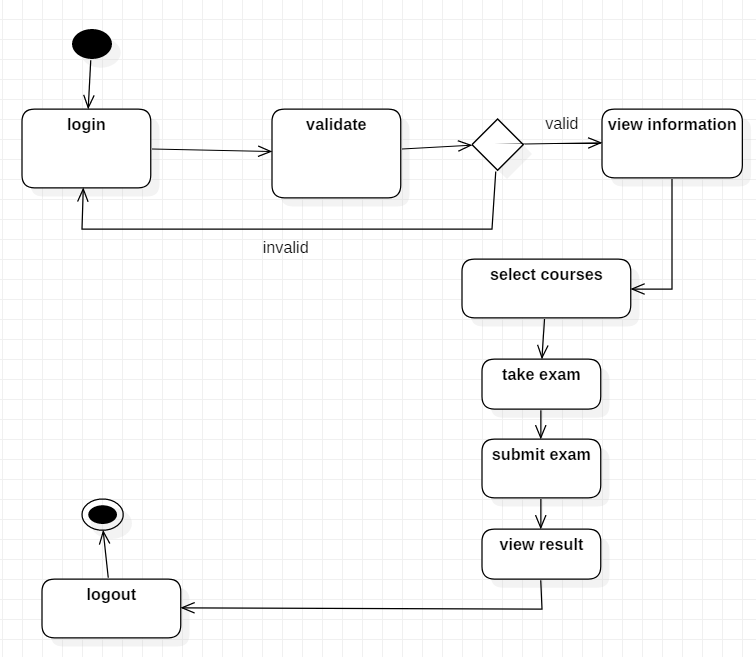 login
validate
valid
view information
invalid
select courses
take exam
submit exam
view result
logout